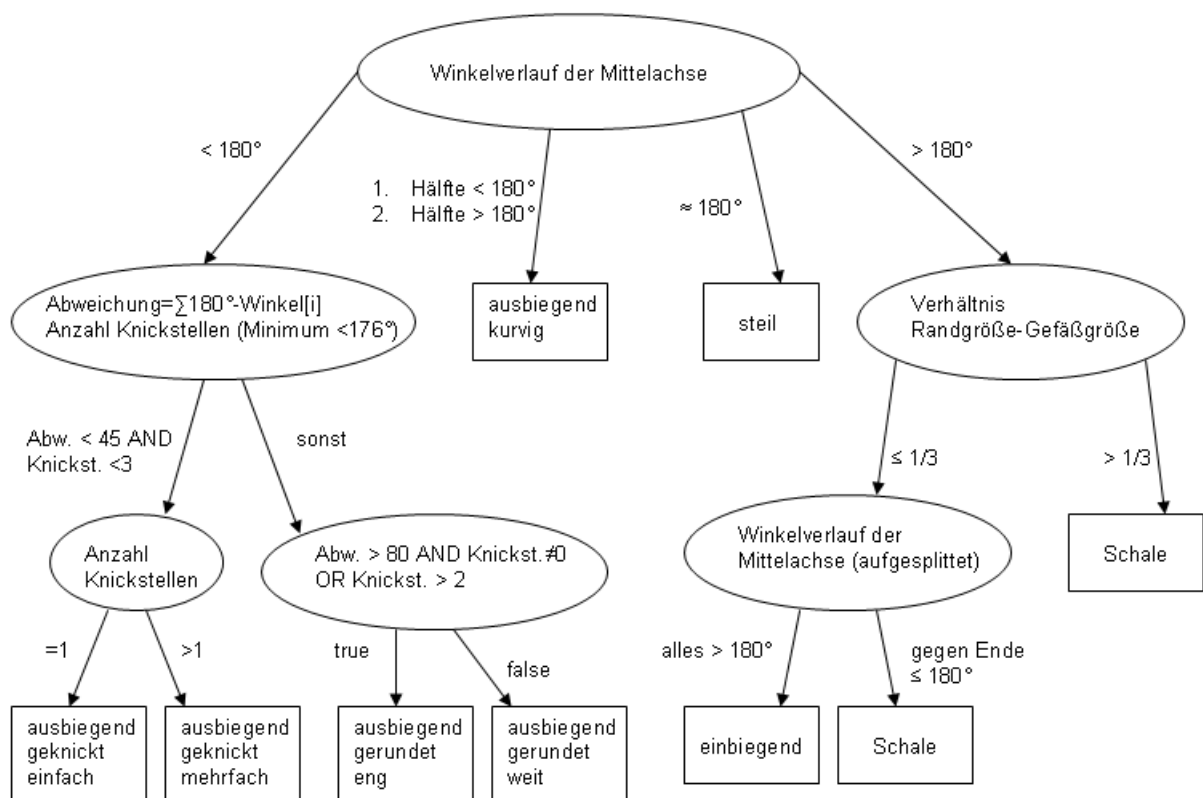 Winkelverlauf der Mittelachse
< 180°
1. Hälfte < 180°
2. Hälfte > 180°
≈ 180°
> 180°
Abweichung=∑180°-Winkel[i]
Anzahl Knickstellen (Minimum <176°)
ausbiegend
kurvig
steil
Verhältnis
Randgröße-Gefäßgröße
Abw. < 45 AND
Knickst. <3
sonst
≤ 1/3
> 1/3
Anzahl
Knickstellen
Abw. > 80 AND Knickst.≠0
OR Knickst. > 2
Winkelverlauf der
Mittelachse (aufgesplittet)
Schale
=1
>1
true
false
alles > 180°
gegen Ende
≤ 180°
ausbiegend
geknickt
einfach
ausbiegend
geknickt
mehrfach
ausbiegend
gerundet
eng
ausbiegend
gerundet
weit
einbiegend
Schale